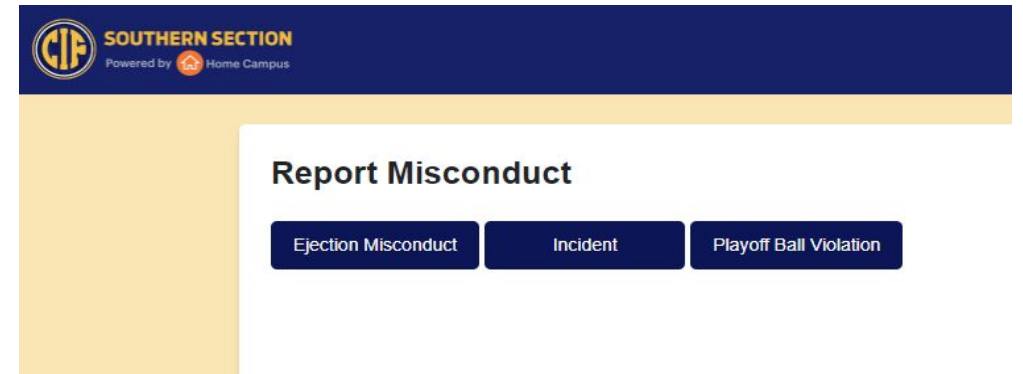 CIF
SOUTHERN SECTION
Powered by Home Campus
Report Misconduct
Ejection Misconduct
Incident
Playoff Ball Violation